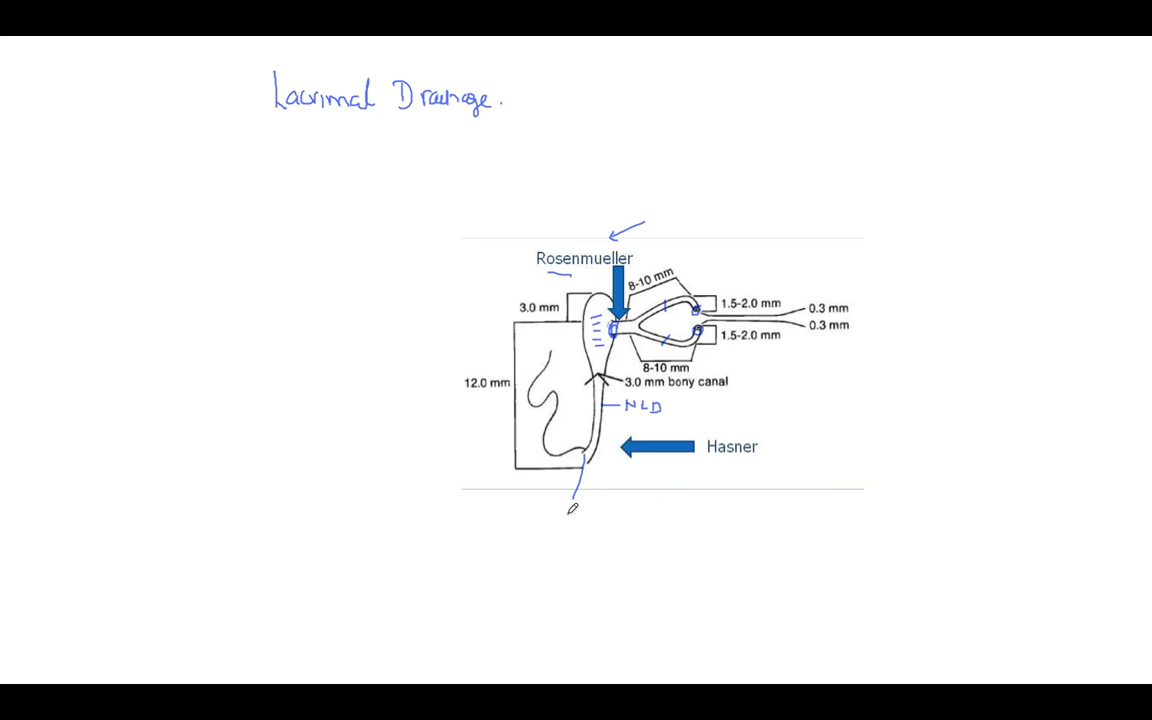 Lacrimal Drainage.
Rosenmueller
8-10 mm
3.0 mm
1.5-2.0 mm
0.3 mm
0.3 mm
1.5-2.0 mm
8-10 mm
12.0 mm
3.0 mm bony canal
NLD
Hasner